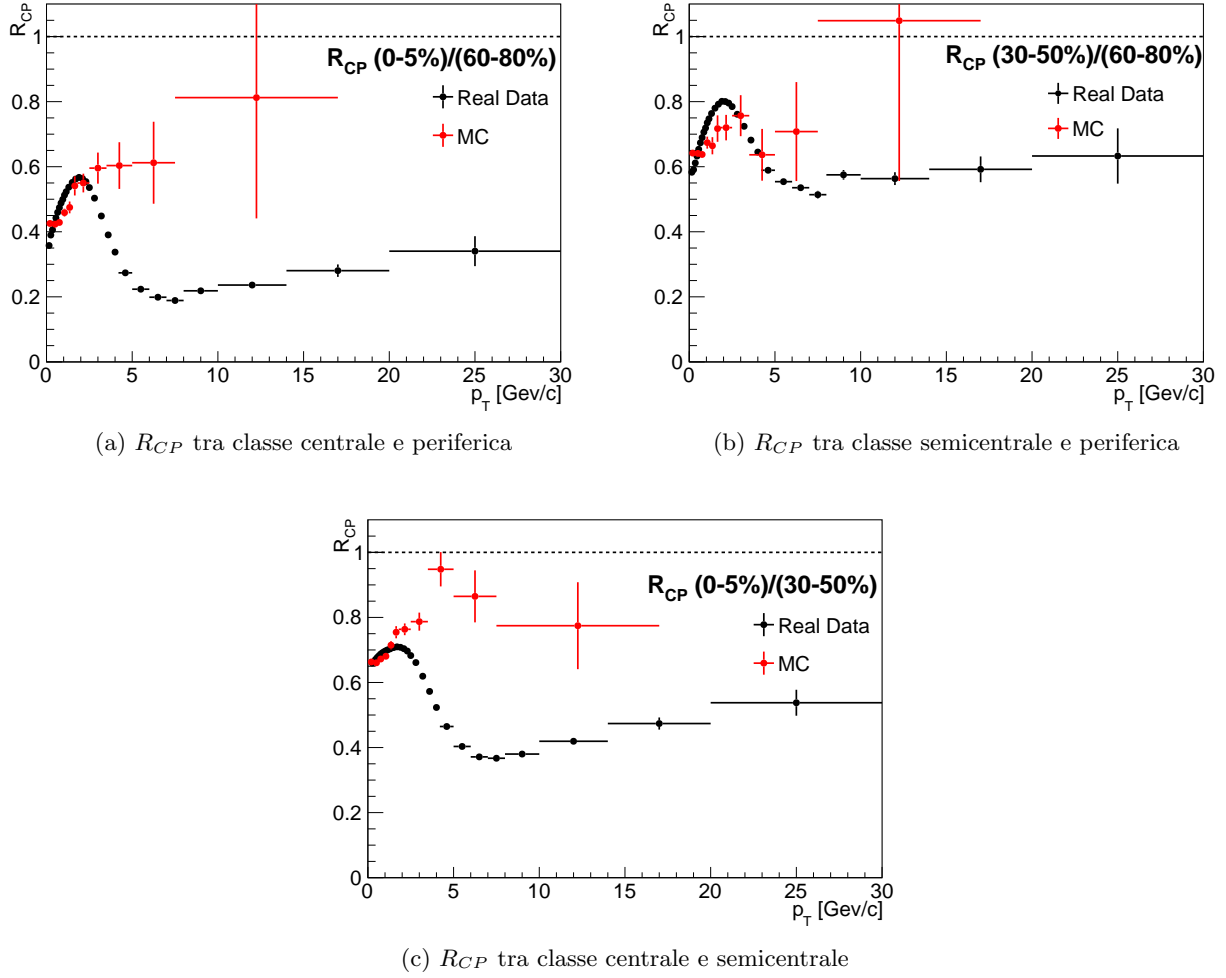 R_CP
1
0.8
0.6
0.4
0.2
0
R_CP (0-5%)/(60-80%)
Real Data
MC
0 5 10 15 20 25 30
p_T [Gev/c]
(a) R_CP tra classe centrale e periferica
R_CP
1
0.8
0.6
0.4
0.2
0
R_CP (30-50%)/(60-80%)
Real Data
MC
0 5 10 15 20 25 30
p_T [Gev/c]
(b) R_CP tra classe semicentrale e periferica
R_CP
1
0.8
0.6
0.4
0.2
0
R_CP (0-5%)/(30-50%)
Real Data
MC
0 5 10 15 20 25 30
p_T [Gev/c]
(c) R_CP tra classe centrale e semicentrale